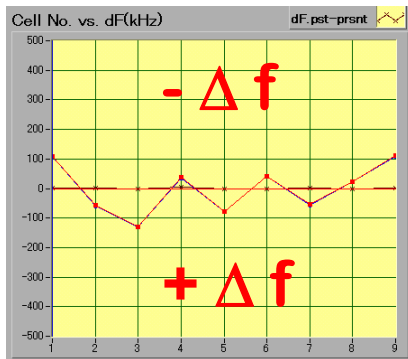 Cell No. vs. dF(kHz)
dF.pst-prsnt
500
400
300
200
100
0
-100
-200
-300
-400
-500
- Δ f
+ Δ f
1 2 3 4 5 6 7 8 9